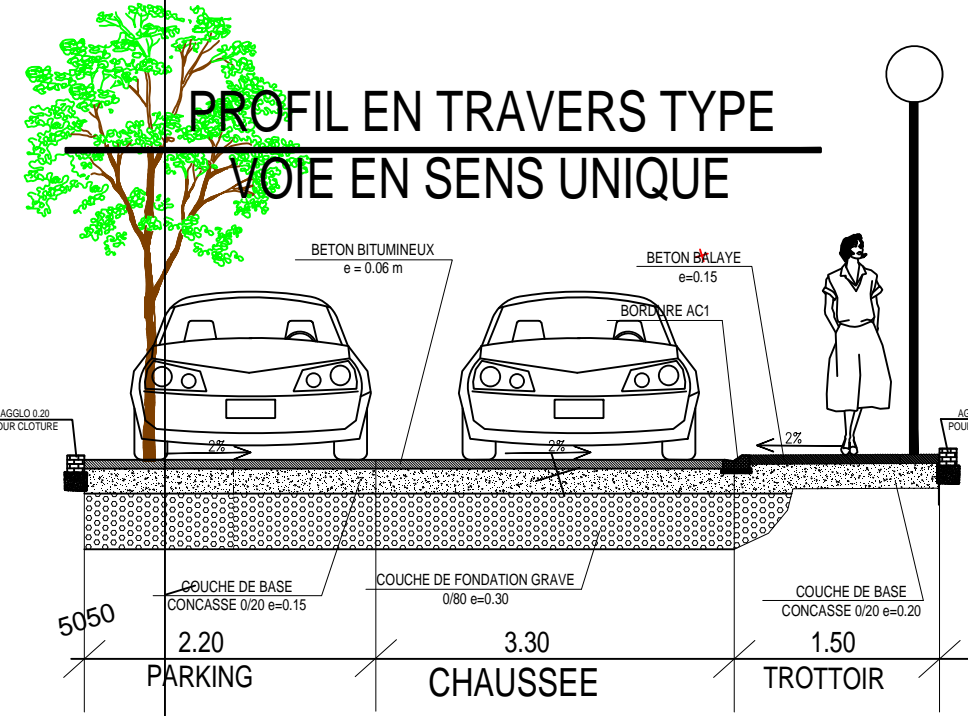 PROFIL EN TRAVERS TYPE
VOIE EN SENS UNIQUE
BETON BITUMINEUX
e = 0.06 m
BETON BALAYE
e=0.15
BORDURE AC1
AGGLO 0.20
OUR CLOTURE
AG
POU
2%
2%
2%
COUCHE DE BASE
CONCASSE 0/20 e=0.15
COUCHE DE FONDATION GRAVE
0/80 e=0.30
COUCHE DE BASE
CONCASSE 0/20 e=0.20
5050
2.20
3.30
1.50
PARKING
CHAUSSEE
TROTTOIR